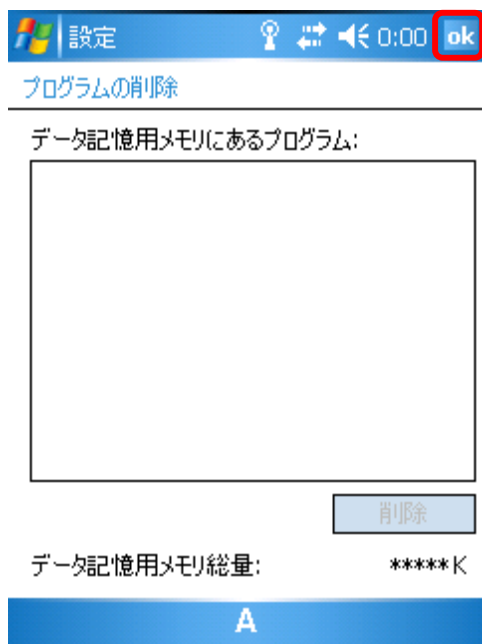 設定 0:00 ok
プログラムの削除
データ記憶用メモリにあるプログラム:
削除
データ記憶用メモリ総量: *****K
A